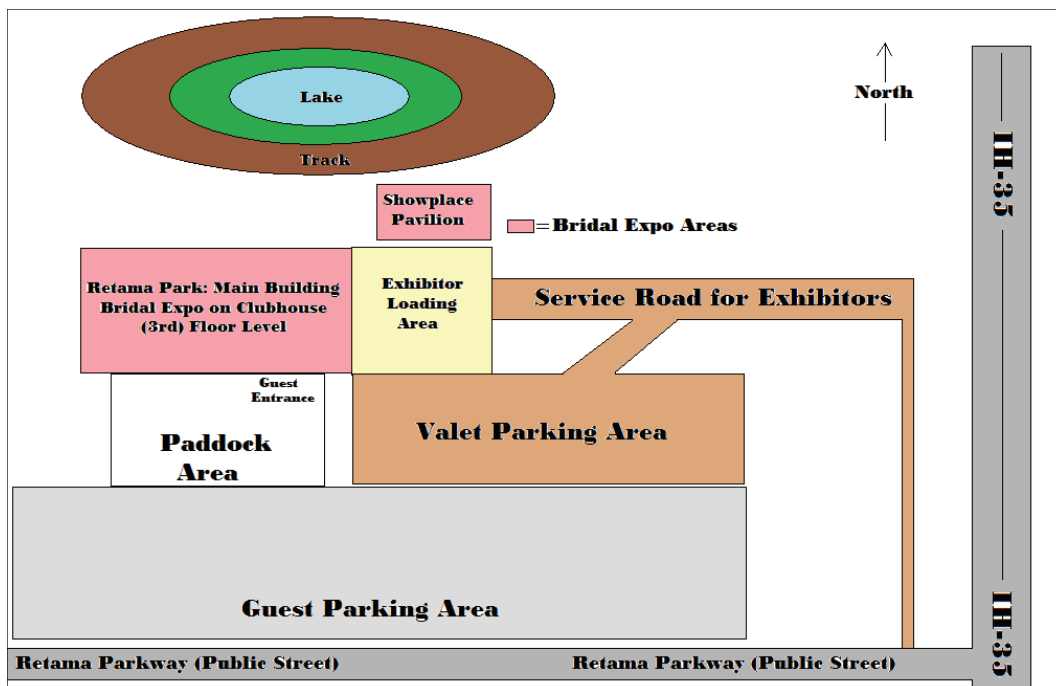 Lake
Track
North
IH-35
Showplace
Pavilion
= Bridal Expo Areas
Retama Park: Main Building
Bridal Expo on Clubhouse
(3rd) Floor Level
Exhibitor
Loading
Area
Service Road for Exhibitors
Guest
Entrance
Paddock
Area
Valet Parking Area
Guest Parking Area
IH-35
Retama Parkway (Public Street)
Retama Parkway (Public Street)